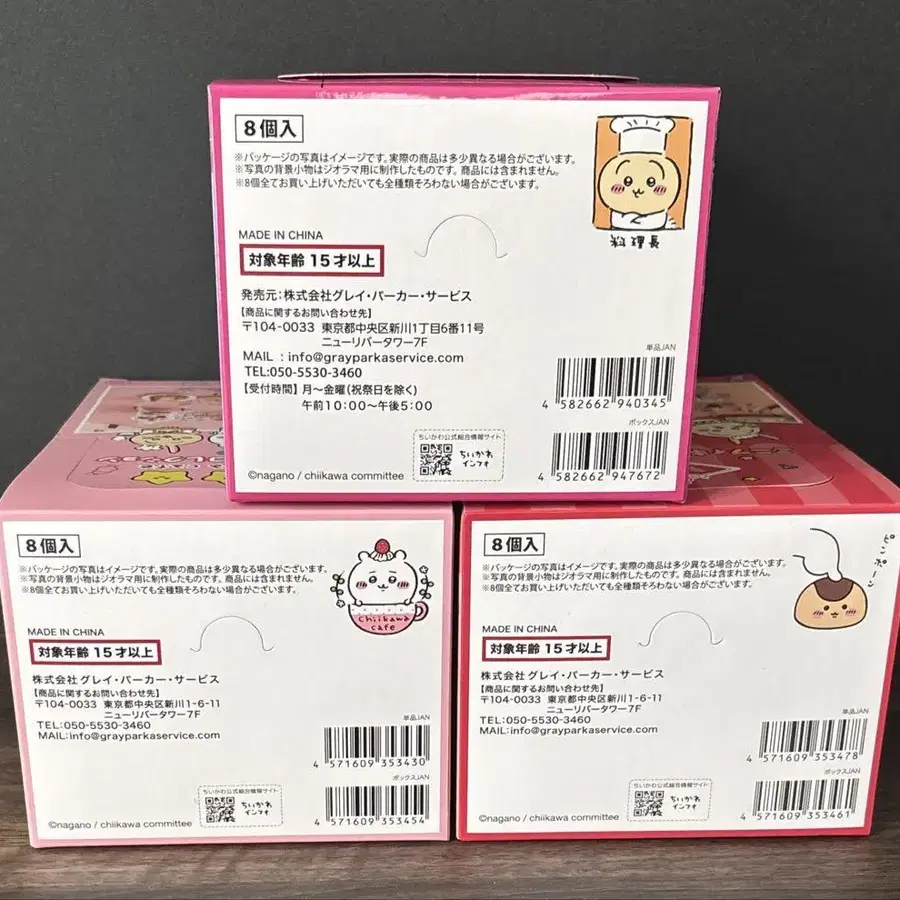 8個入
※パッケージの写真はイメージです。実際の商品は多少異なる場合がございます。
※写真の背景小物はジオラマ用に制作したものです。商品には含まれません。
※8個全てお買い上げいただいても全種類そろわない場合がございます。
料理長
MADE IN CHINA
対象年齢 15才以上
発売元:株式会社グレイ・パーカー・サービス
【商品に関するお問い合わせ先】
〒104-0033 東京都中央区新川1丁目6番11号
ニューリバータワー7F
MAIL : info@grayparkaservice.com
TEL:050-5530-3460
【受付時間】月〜金曜(祝祭日を除く)
午前10:00〜午後5:00
単品JAN
4 582662 940345
ボックスJAN
4 582662 947672
ちいかわ公式総合情報サイト
ちいかわ
インフォ
©nagano / chiikawa committee
8個入
※パッケージの写真はイメージです。実際の商品は多少異なる場合がございます。
※写真の背景小物はジオラマ用に制作したものです。商品には含まれません。
※8個全てお買い上げいただいても全種類そろわない場合がございます。
Chiikawa
cafe
MADE IN CHINA
対象年齢 15才以上
株式会社グレイ・パーカー・サービス
【商品に関するお問い合わせ先】
〒104-0033 東京都中央区新川1-6-11
ニューリバータワー7F
TEL:050-5530-3460
MAIL:info@grayparkaservice.com
単品JAN
4 571609 353430
ボックスJAN
4 571609 353454
ちいかわ公式総合情報サイト
ちいかわ
インフォ
©nagano / chiikawa committee
8個入
※パッケージの写真はイメージです。実際の商品は多少異なる場合がございます。
※写真の背景小物はジオラマ用に制作したものです。商品には含まれません。
※8個全てお買い上げいただいても全種類そろわない場合がございます。
ピンポーン
MADE IN CHINA
対象年齢 15才以上
株式会社グレイ・パーカー・サービス
【商品に関するお問い合わせ先】
〒104-0033 東京都中央区新川1-6-11
ニューリバータワー7F
TEL:050-5530-3460
MAIL:info@grayparkaservice.com
単品JAN
4 571609 353478
ボックスJAN
4 571609 353461
ちいかわ公式総合情報サイト
ちいかわ
インフォ
©nagano / chiikawa committee